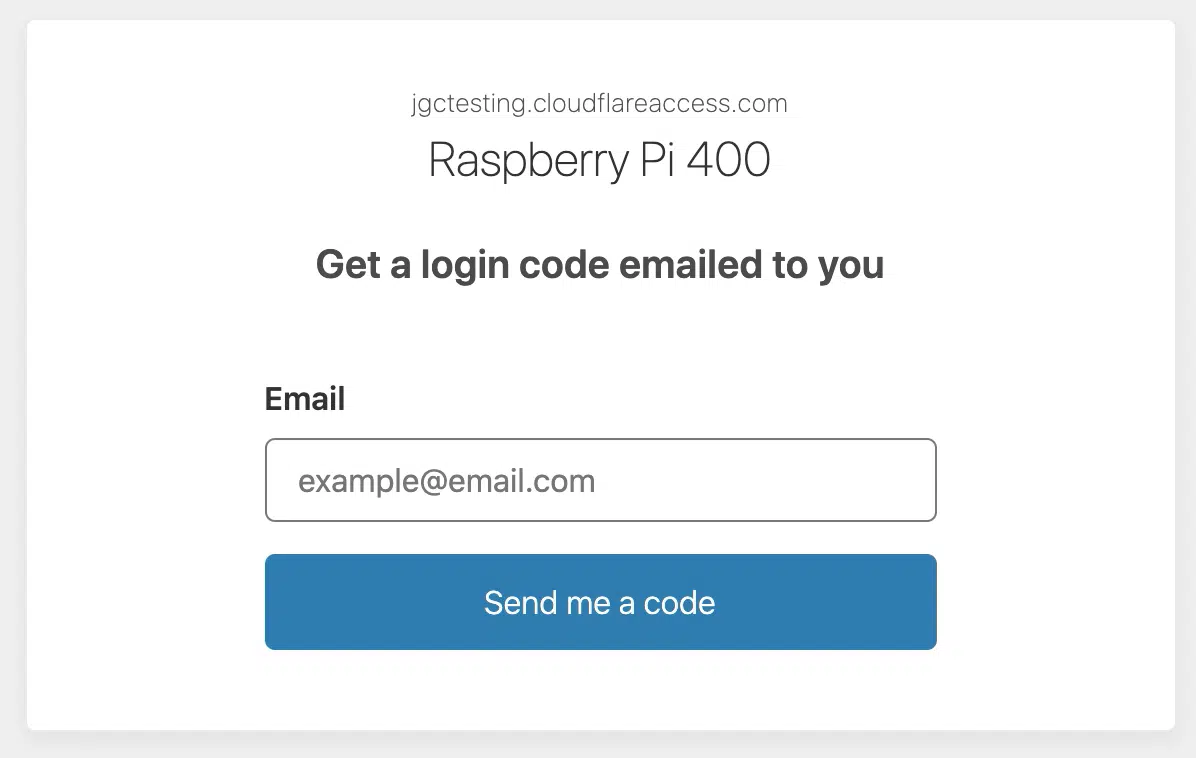 jgctesting.cloudflareaccess.com
Raspberry Pi 400
Get a login code emailed to you
Email
example@email.com
Send me a code